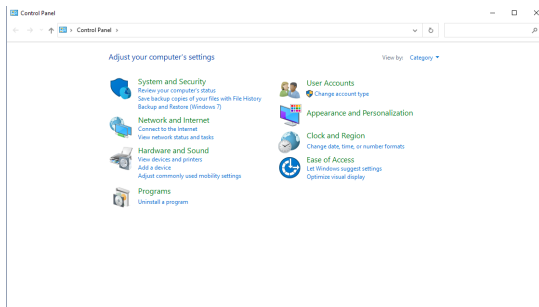 Control Panel
Control Panel
Adjust your computer's settings
View by: Category
System and Security
Review your computer's status
Save backup copies of your files with File History
Backup and Restore (Windows 7)
Network and Internet
Connect to the Internet
View network status and tasks
Hardware and Sound
View devices and printers
Add a device
Adjust commonly used mobility settings
Programs
Uninstall a program
User Accounts
Change account type
Appearance and Personalization
Clock and Region
Change date, time, or number formats
Ease of Access
Let Windows suggest settings
Optimize visual display